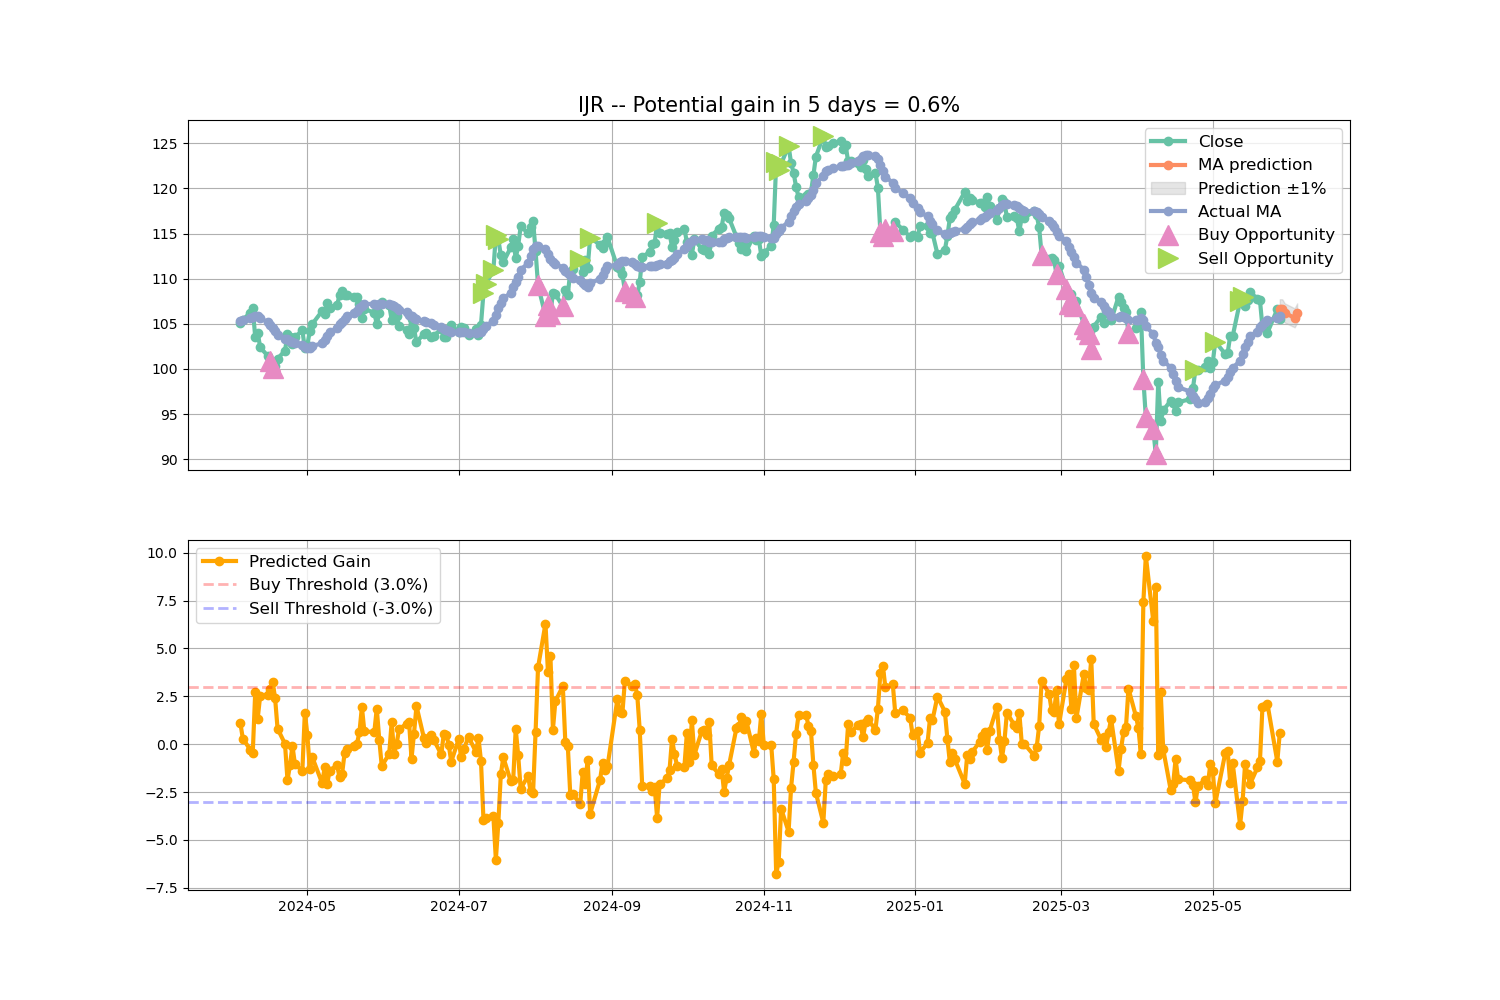 IJR -- Potential gain in 5 days = 0.6%
125
120
115
110
105
100
95
90
Close
MA prediction
Prediction ±1%
Actual MA
Buy Opportunity
Sell Opportunity
10.0
7.5
5.0
2.5
0.0
−2.5
−5.0
−7.5
Predicted Gain
Buy Threshold (3.0%)
Sell Threshold (-3.0%)
2024-05 2024-07 2024-09 2024-11 2025-01 2025-03 2025-05